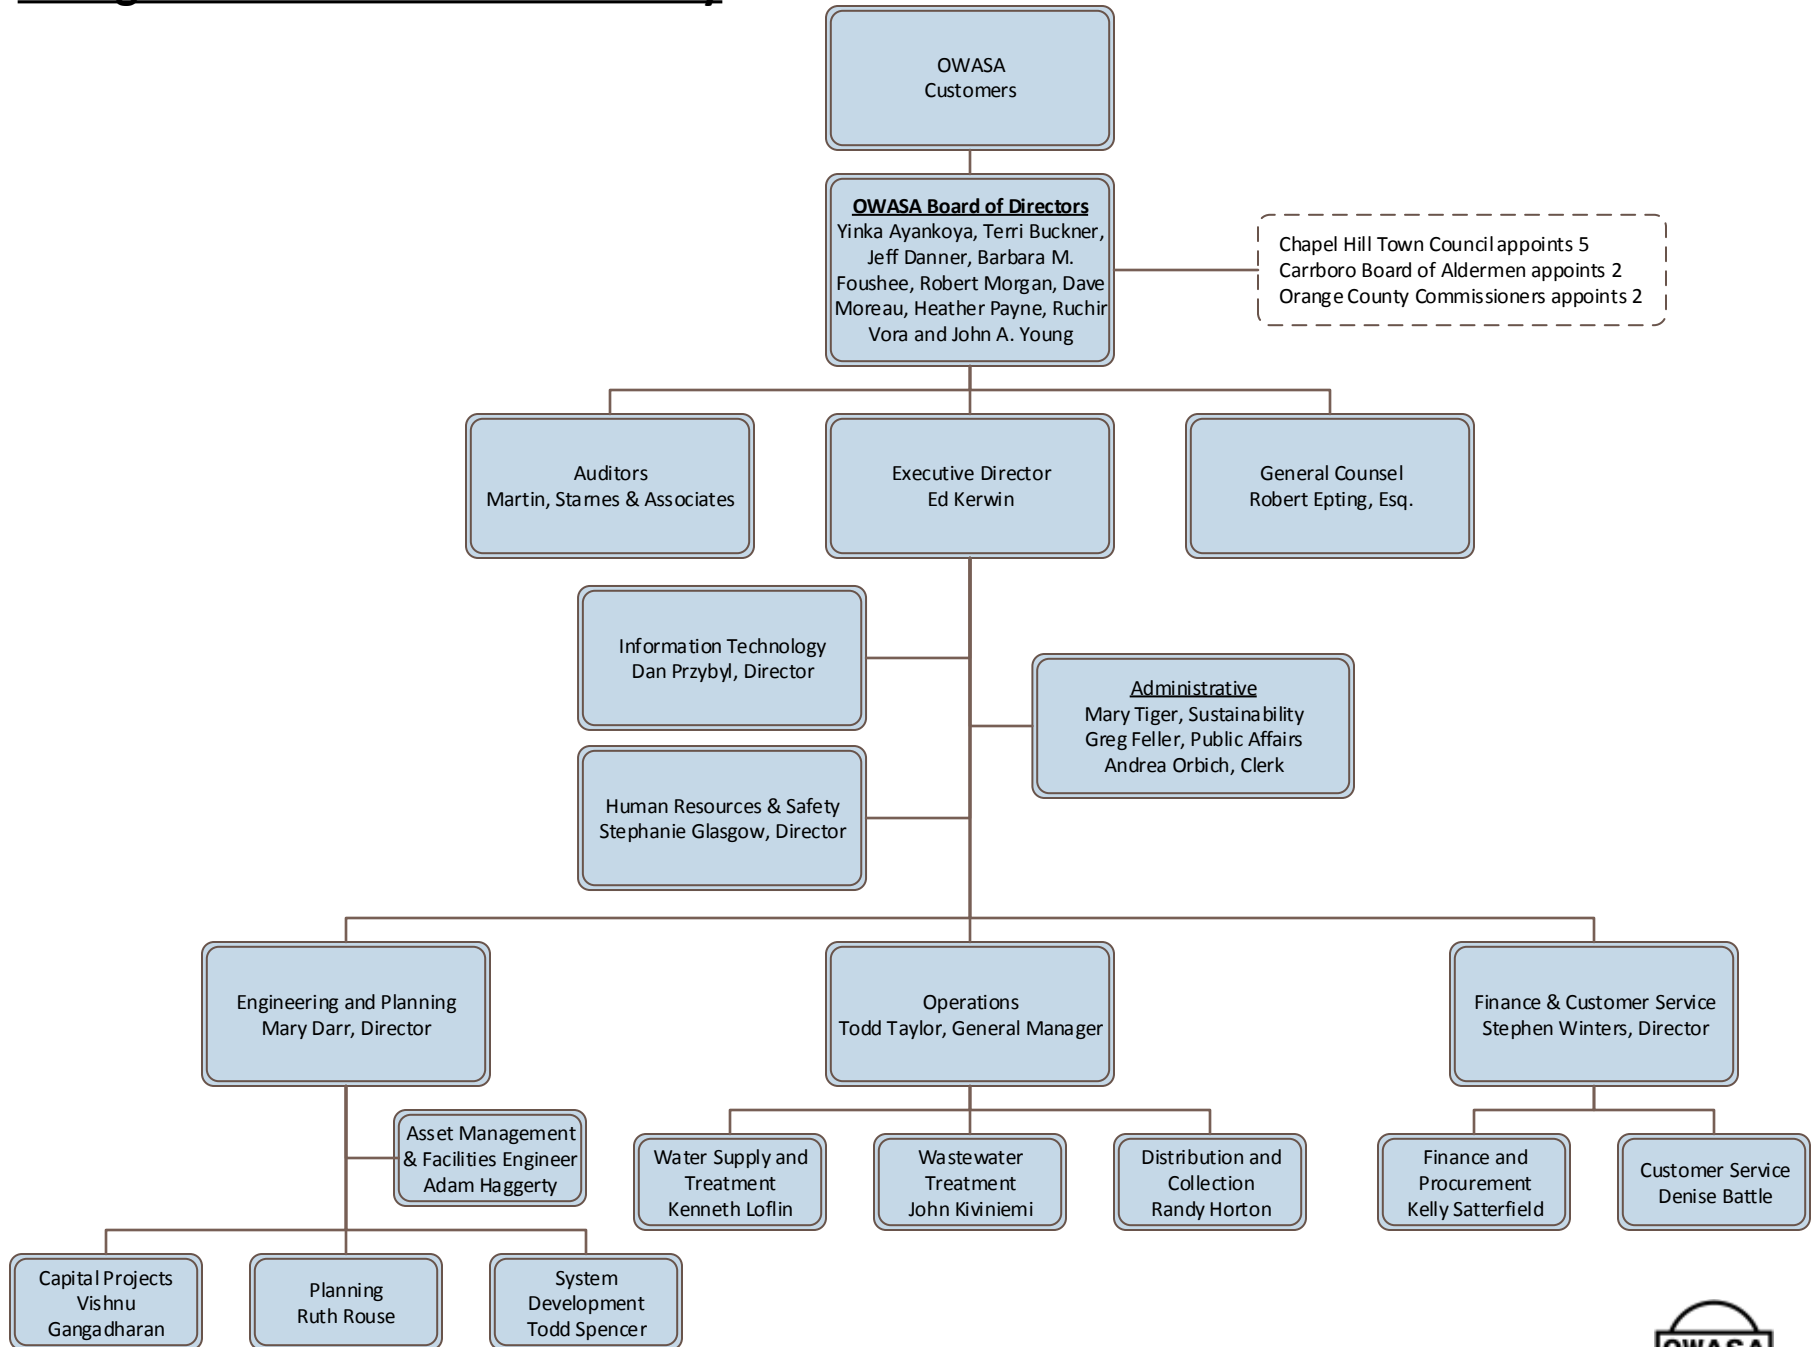 OWASA
Customers
OWASA Board of Directors
Yinka Ayankoya, Terri Buckner,
Jeff Danner, Barbara M.
Foushee, Robert Morgan, Dave
Moreau, Heather Payne, Ruchir
Vora and John A. Young
Chapel Hill Town Council appoints 5
Carrboro Board of Aldermen appoints 2
Orange County Commissioners appoints 2
Auditors
Martin, Starnes & Associates
Executive Director
Ed Kerwin
General Counsel
Robert Epting, Esq.
Information Technology
Dan Przybyl, Director
Administrative
Mary Tiger, Sustainability
Greg Feller, Public Affairs
Andrea Orbich, Clerk
Human Resources & Safety
Stephanie Glasgow, Director
Engineering and Planning
Mary Darr, Director
Operations
Todd Taylor, General Manager
Finance & Customer Service
Stephen Winters, Director
Asset Management
& Facilities Engineer
Adam Haggerty
Water Supply and
Treatment
Kenneth Loflin
Wastewater
Treatment
John Kiviniemi
Distribution and
Collection
Randy Horton
Finance and
Procurement
Kelly Satterfield
Customer Service
Denise Battle
Capital Projects
Vishnu
Gangadharan
Planning
Ruth Rouse
System
Development
Todd Spencer
OWASA